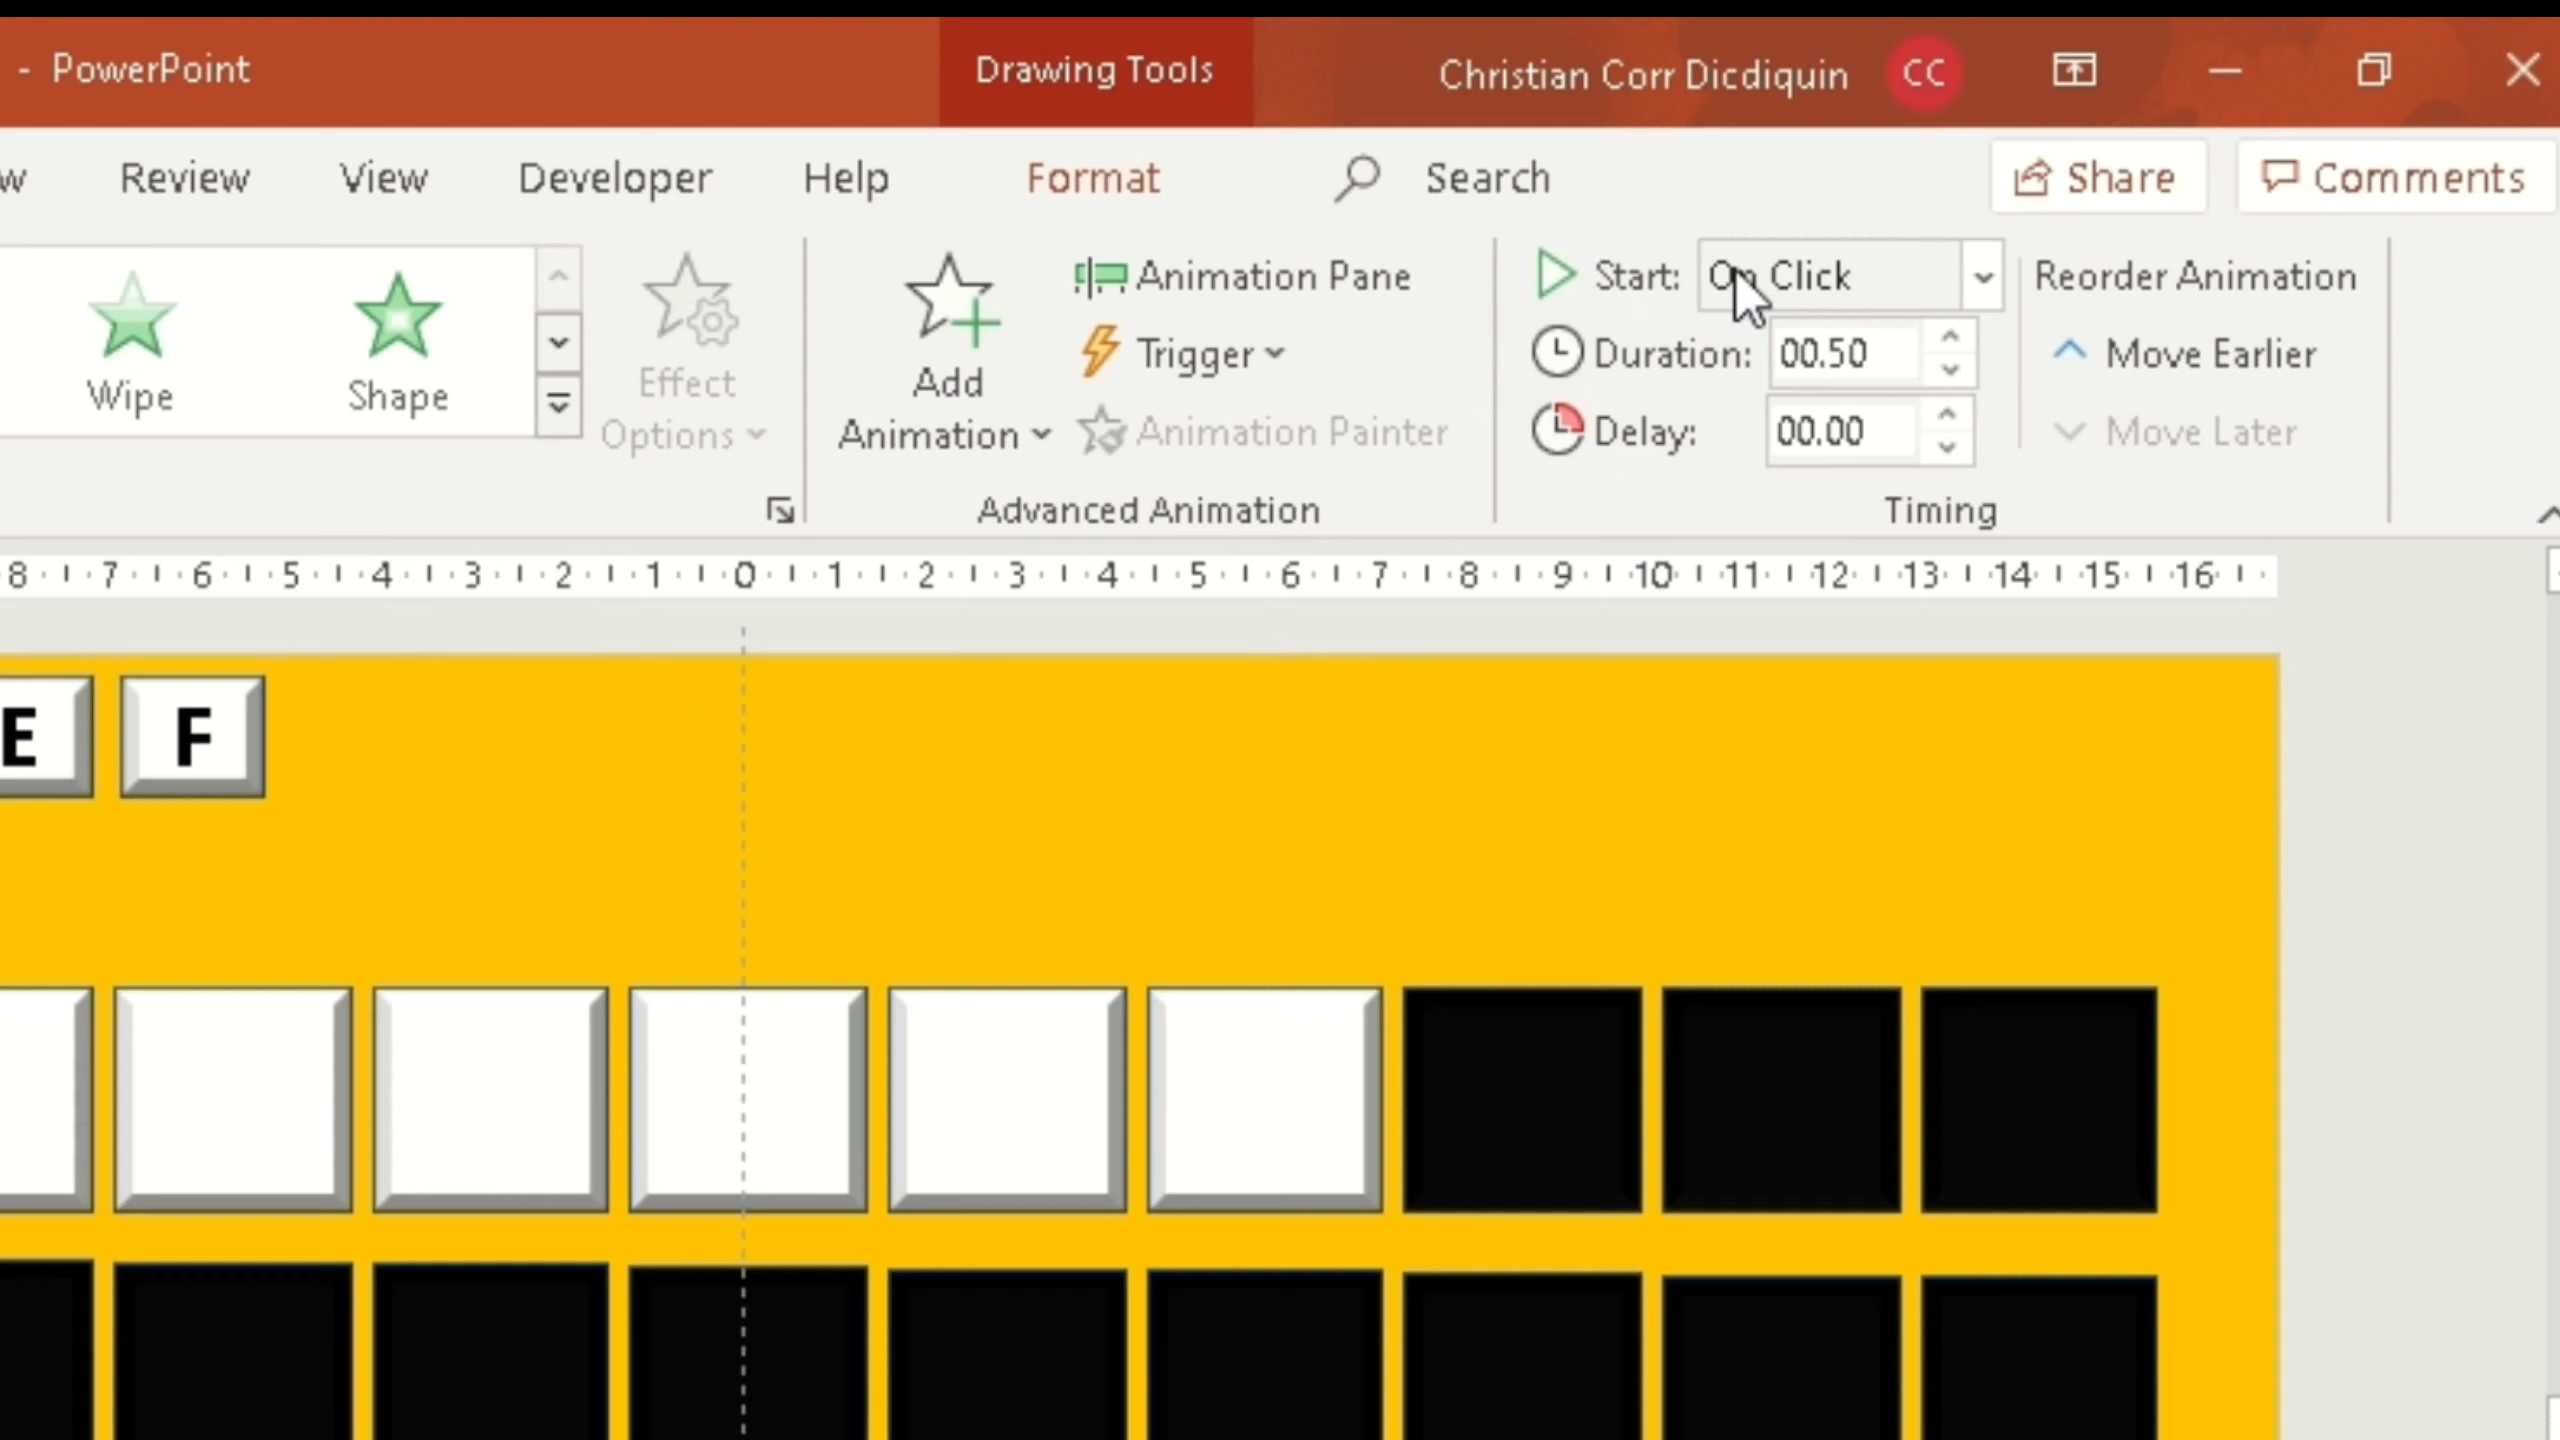 - PowerPoint
Drawing Tools
Christian Corr Dicdiquin
CC
w
Review
View
Developer
Help
Format
Search
Share
Comments
Wipe
Shape
Effect
Options
Add
Animation
Animation Pane
Trigger
Animation Painter
Advanced Animation
Start: On Click
Duration: 00.50
Delay: 00.00
Timing
Reorder Animation
Move Earlier
Move Later
8 7 6 5 4 3 2 1 0 1 2 3 4 5 6 7 8 9 10 11 12 13 14 15 16
E F